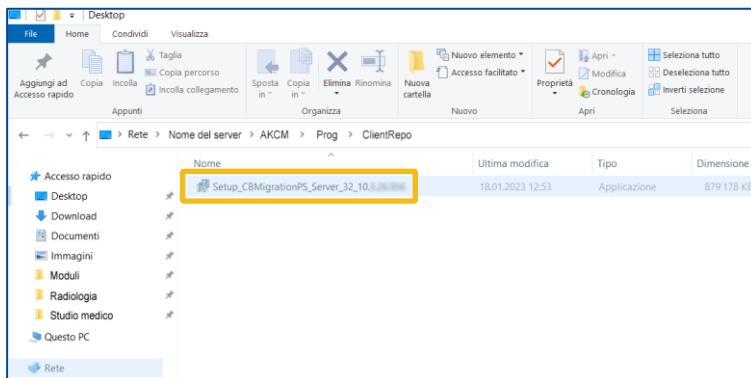 Desktop
File Home Condividi Visualizza
Aggiungi ad Accesso rapido
Copia
Incolla
Taglia
Copia percorso
Incolla collegamento
Appunti
Sposta in
Copia in
Elimina
Rinomina
Organizza
Nuova cartella
Nuovo elemento
Accesso facilitato
Nuovo
Proprietà
Apri
Modifica
Cronologia
Apri
Seleziona tutto
Deseleziona tutto
Inverti selezione
Seleziona
> Rete > Nome del server > AKCM > Prog > ClientRepo
Nome Ultima modifica Tipo Dimensione
Setup_CBMigrationPS_Server_32_10. 18.01.2023 12:53 Applicazione 879'178 KB
Accesso rapido
Desktop
Download
Documenti
Immagini
Moduli
Radiologia
Studio medico
Questo PC
Rete